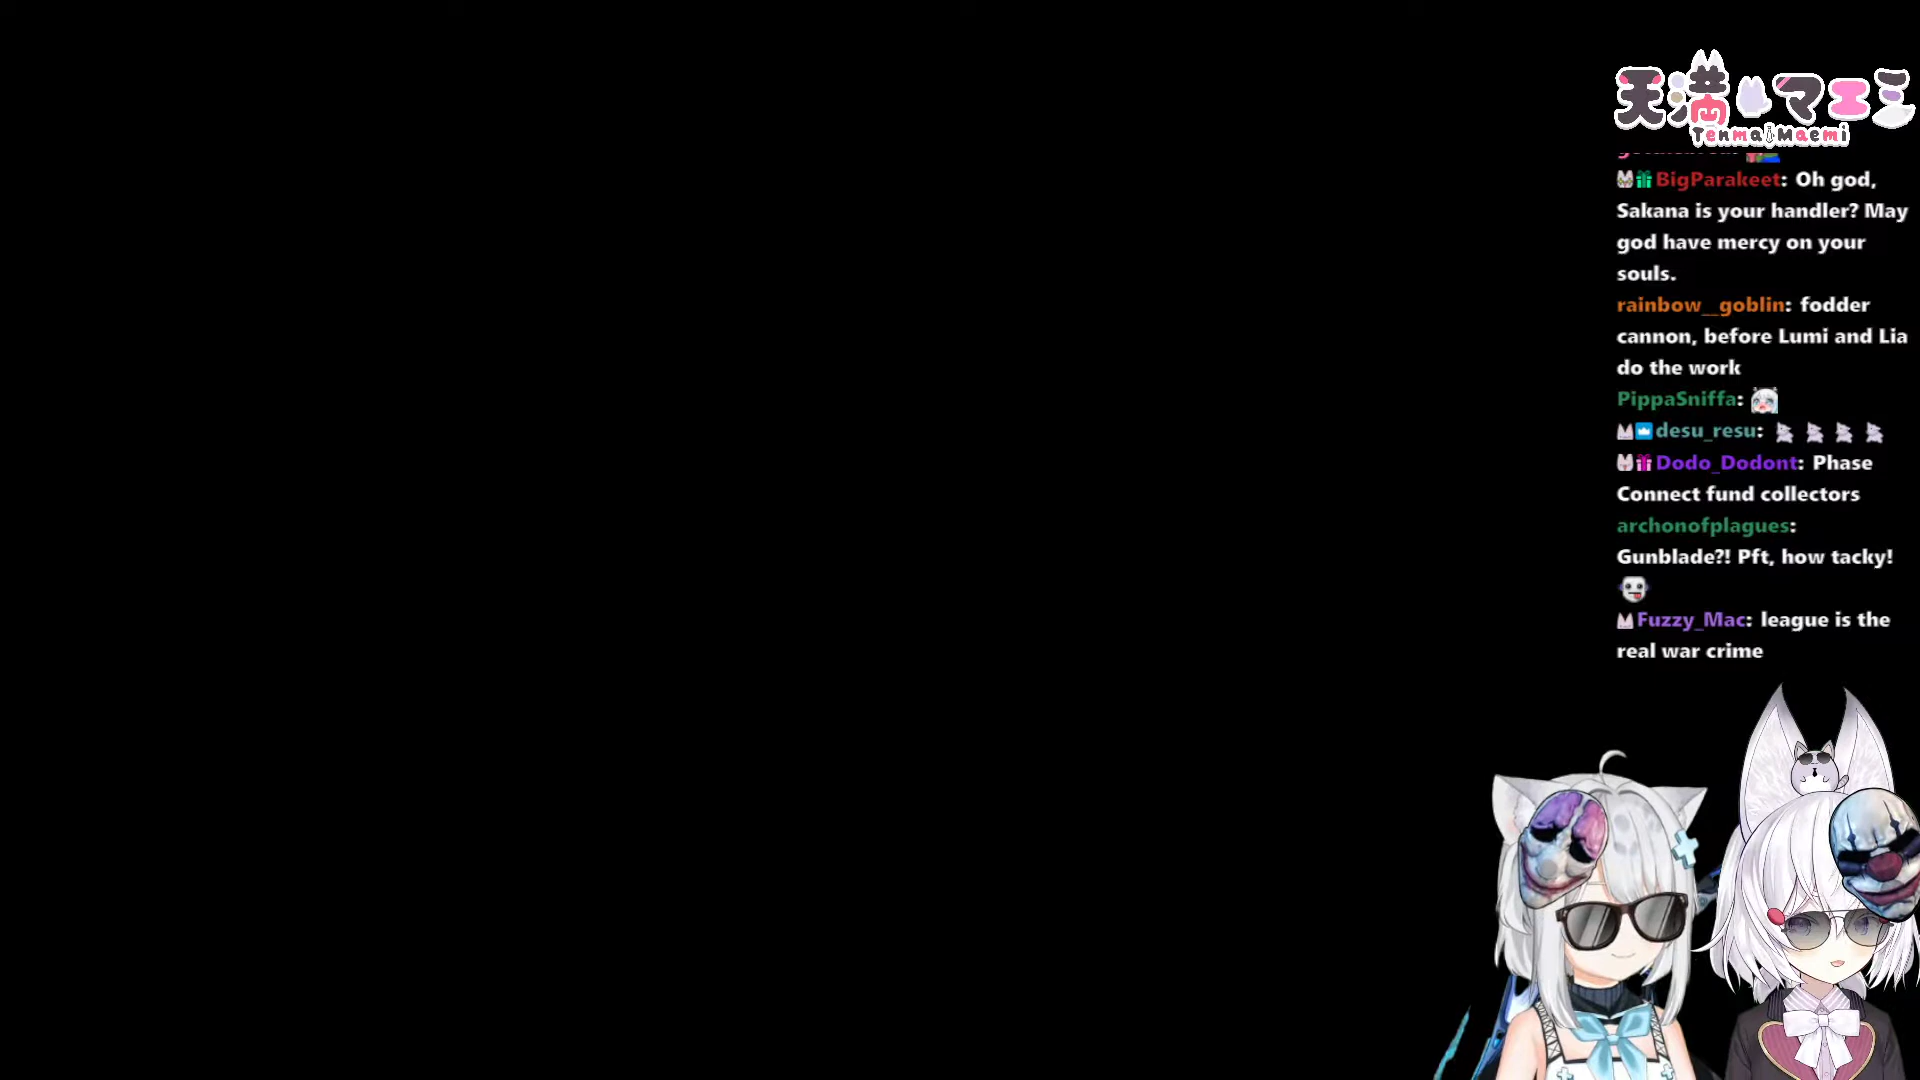 天満マエミ
Tenma Maemi
BigParakeet: Oh god,
Sakana is your handler? May
god have mercy on your
souls.
rainbow__goblin: fodder
cannon, before Lumi and Lia
do the work
PippaSniffa:
desu_resu:
Dodo_Dodont: Phase
Connect fund collectors
archonofplagues:
Gunblade?! Pft, how tacky!
Fuzzy_Mac: league is the
real war crime